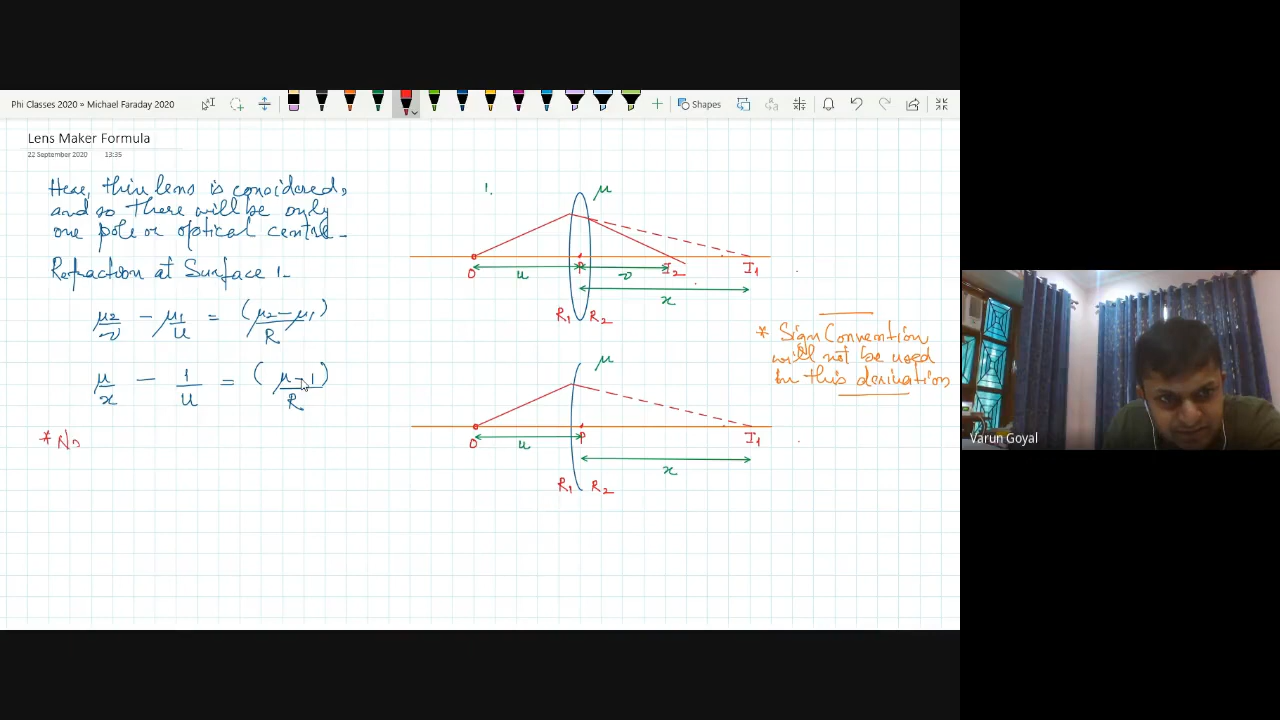 Phi Classes 2020 » Michael Faraday 2020
Shapes
Lens Maker Formula
22 September 2020 13:35
Here, thin lens is considered,
and so there will be only
one pole or optical centre.
Refraction at Surface 1-
μ2/v - μ1/u = (μ2-μ1)/R
μ/x - 1/u = (μ-1)/R
* No
1.
μ
O
P
I2
I1
u
v
x
R1 R2
* Sign Convention
will not be used
in this derivation
μ
O
P
I1
u
x
R1 R2
Varun Goyal